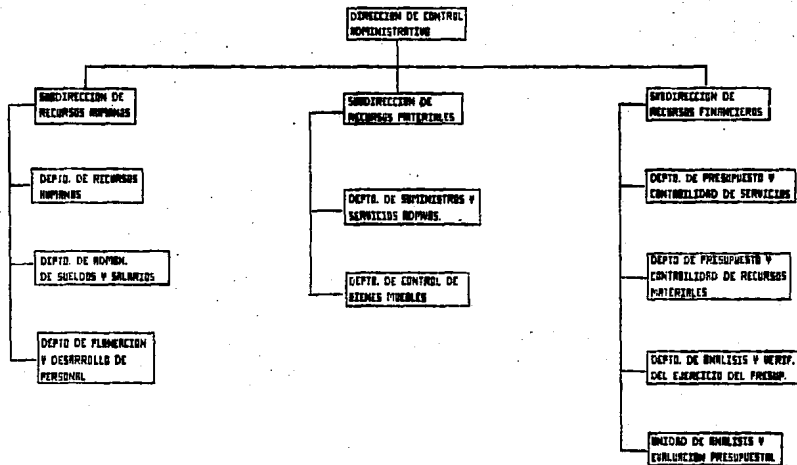 DIRECCION DE CONTROL
ADMINISTRATIVO
SUBDIRECCION DE
RECURSOS HUMANOS
SUBDIRECCION DE
RECURSOS MATERIALES
SUBDIRECCION DE
RECURSOS FINANCIEROS
DEPTO. DE RECURSOS
HUMANOS
DEPTO. DE SUMINISTROS Y
SERVICIOS ADMVOS.
DEPTO. DE PRESUPUESTO Y
CONTABILIDAD DE SERVICIOS
DEPTO. DE ADMON.
DE SUELDOS Y SALARIOS
DEPTO. DE CONTROL DE
BIENES MUEBLES
DEPTO DE PRESUPUESTO Y
CONTABILIDAD DE RECURSOS
MATERIALES
DEPTO DE PLANEACION
Y DESARROLLO DE
PERSONAL
DEPTO. DE ANALISIS Y VERIF.
DEL EJERCICIO DEL PRESUP.
UNIDAD DE ANALISIS Y
EVALUACION PRESUPUESTAL